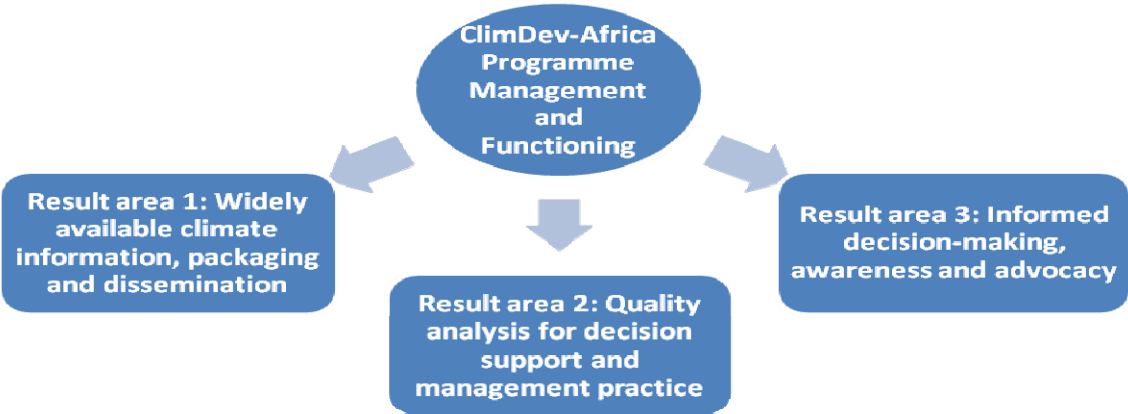 ClimDev-Africa
Programme
Management
and
Functioning
Result area 1: Widely
available climate
information, packaging
and dissemination
Result area 2: Quality
analysis for decision
support and
management practice
Result area 3: Informed
decision-making,
awareness and advocacy